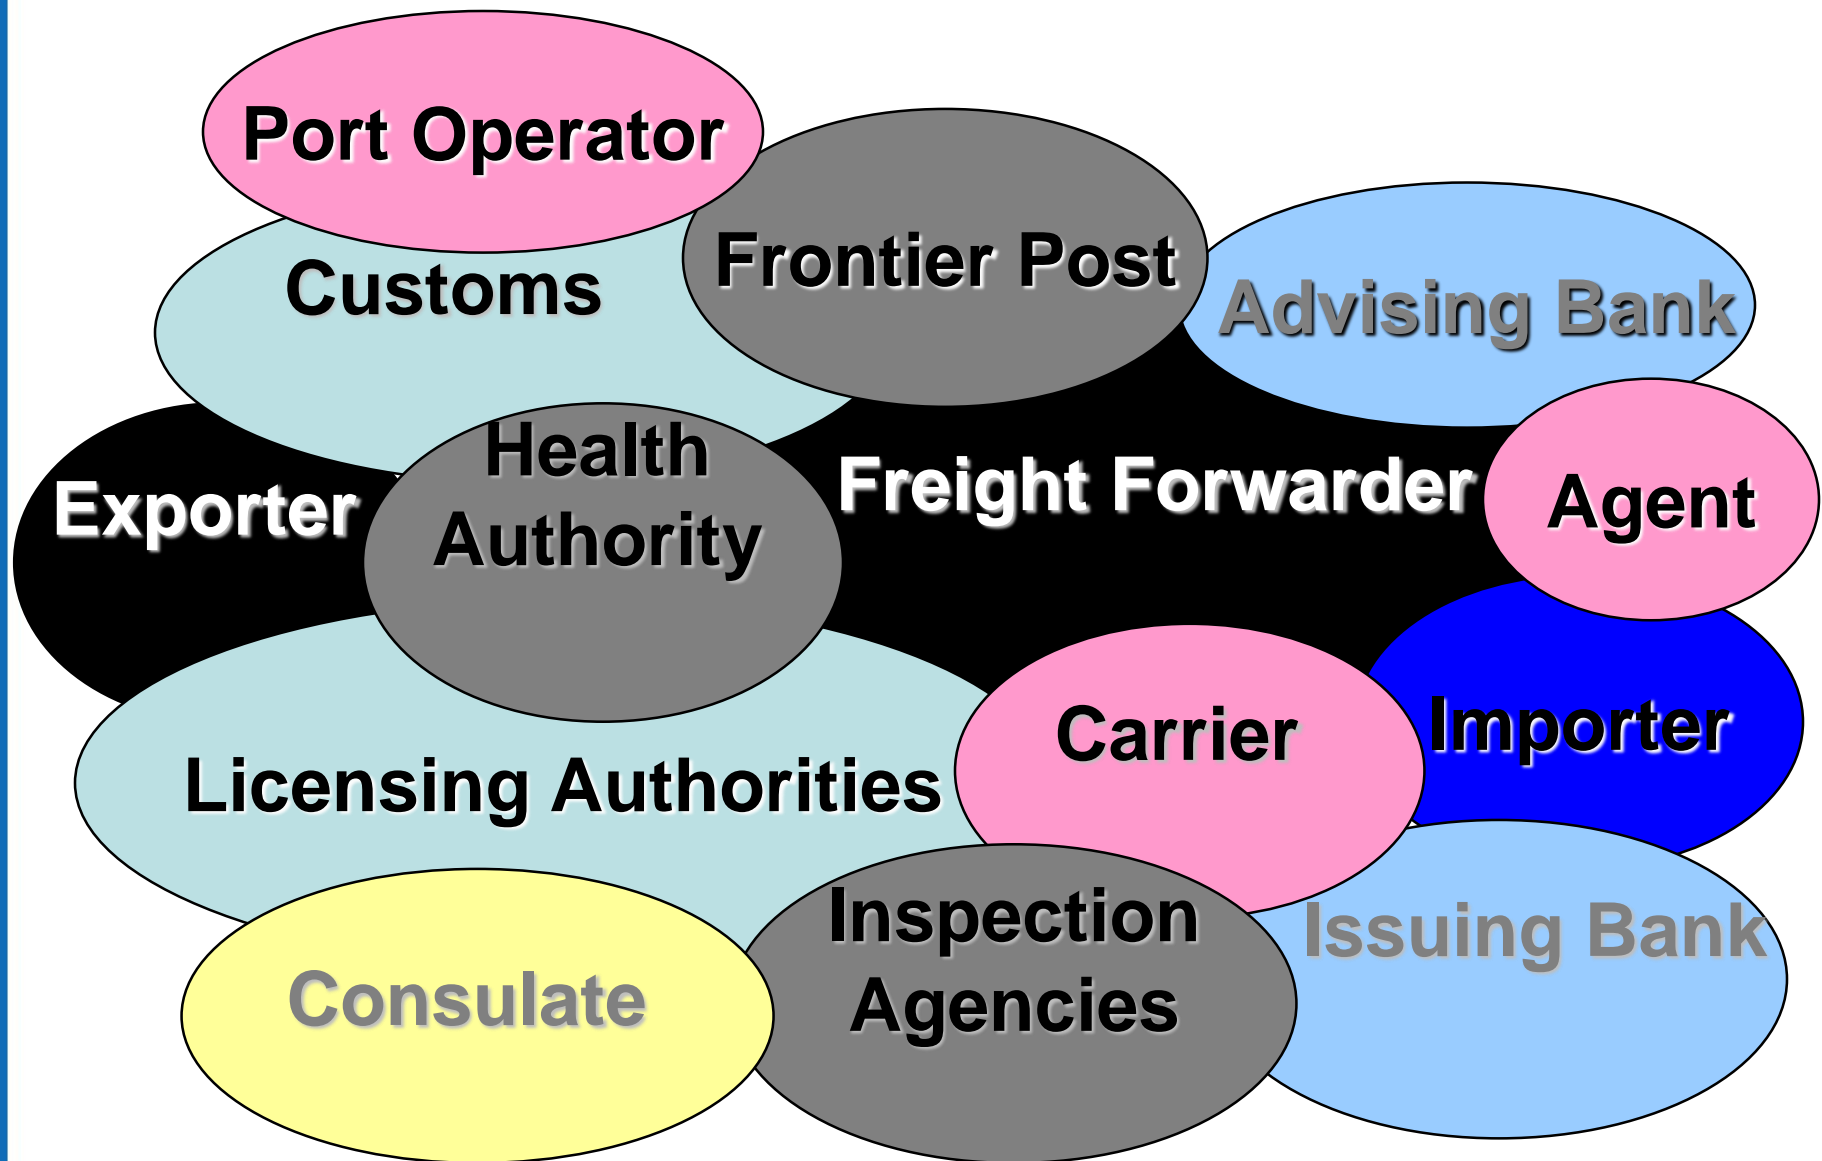 Port Operator
Frontier Post
Customs
Advising Bank
Health
Authority
Exporter
Freight Forwarder
Agent
Carrier
Importer
Licensing Authorities
Inspection
Agencies
Issuing Bank
Consulate